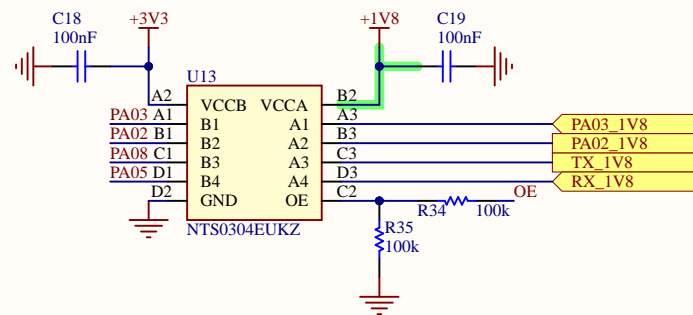 C18
100nF
+3V3
+1V8
C19
100nF
U13
A2 VCCB VCCA B2
PA03 A1 B1 A1 A3 PA03_1V8
PA02 B1 B2 A2 B3 PA02_1V8
PA08 C1 B3 A3 C3 TX_1V8
PA05 D1 B4 A4 D3 RX_1V8
D2 GND OE C2
R34 100k OE
NTS0304EUKZ
R35
100k